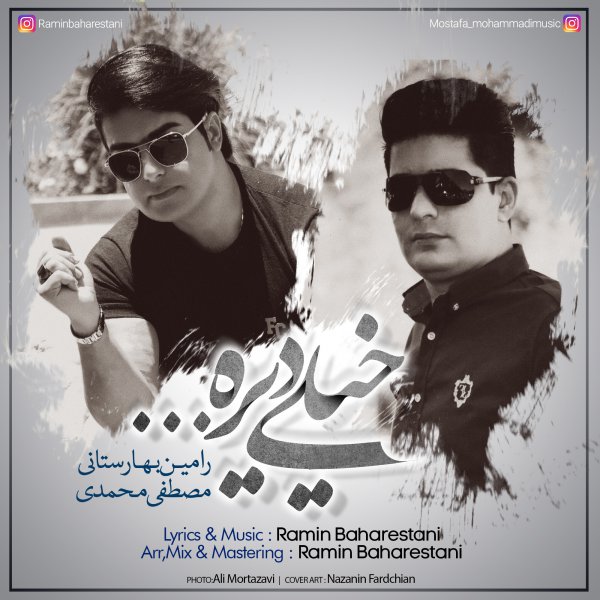 Raminbaharestani
Mostafa_mohammadimusic
خیلی دیره...
رامین بهارستانی
مصطفی محمدی
Lyrics & Music : Ramin Baharestani
Arr,Mix & Mastering : Ramin Baharestani
PHOTO:Ali Mortazavi | COVER ART : Nazanin Fardchian